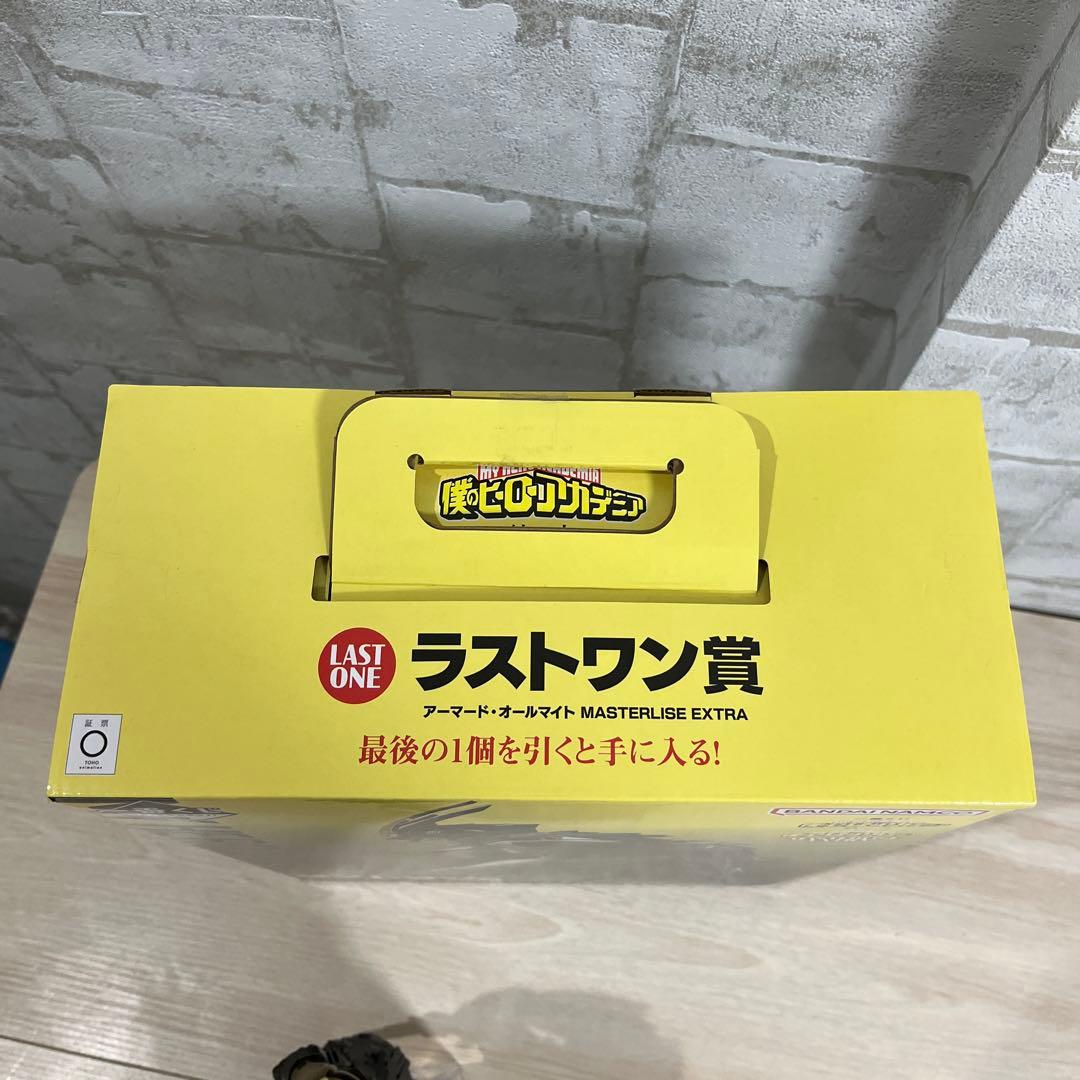 MY HERO ACADEMIA
僕のヒーローアカデミア
LAST
ONE
ラストワン賞
アーマード・オールマイト MASTERLISE EXTRA
最後の1個を引くと手に入る!
証 票
TOHO
animation
BANDAI NAMCO